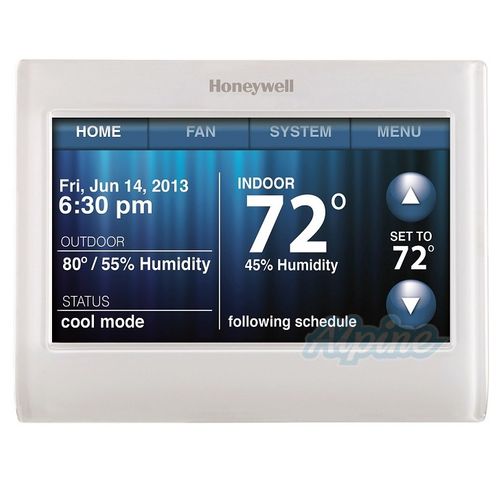 Honeywell
HOME FAN SYSTEM MENU
Fri, Jun 14, 2013
6:30 pm
OUTDOOR
80° / 55% Humidity
STATUS
cool mode
INDOOR
72°
45% Humidity
following schedule
SET TO
72°
Alpine